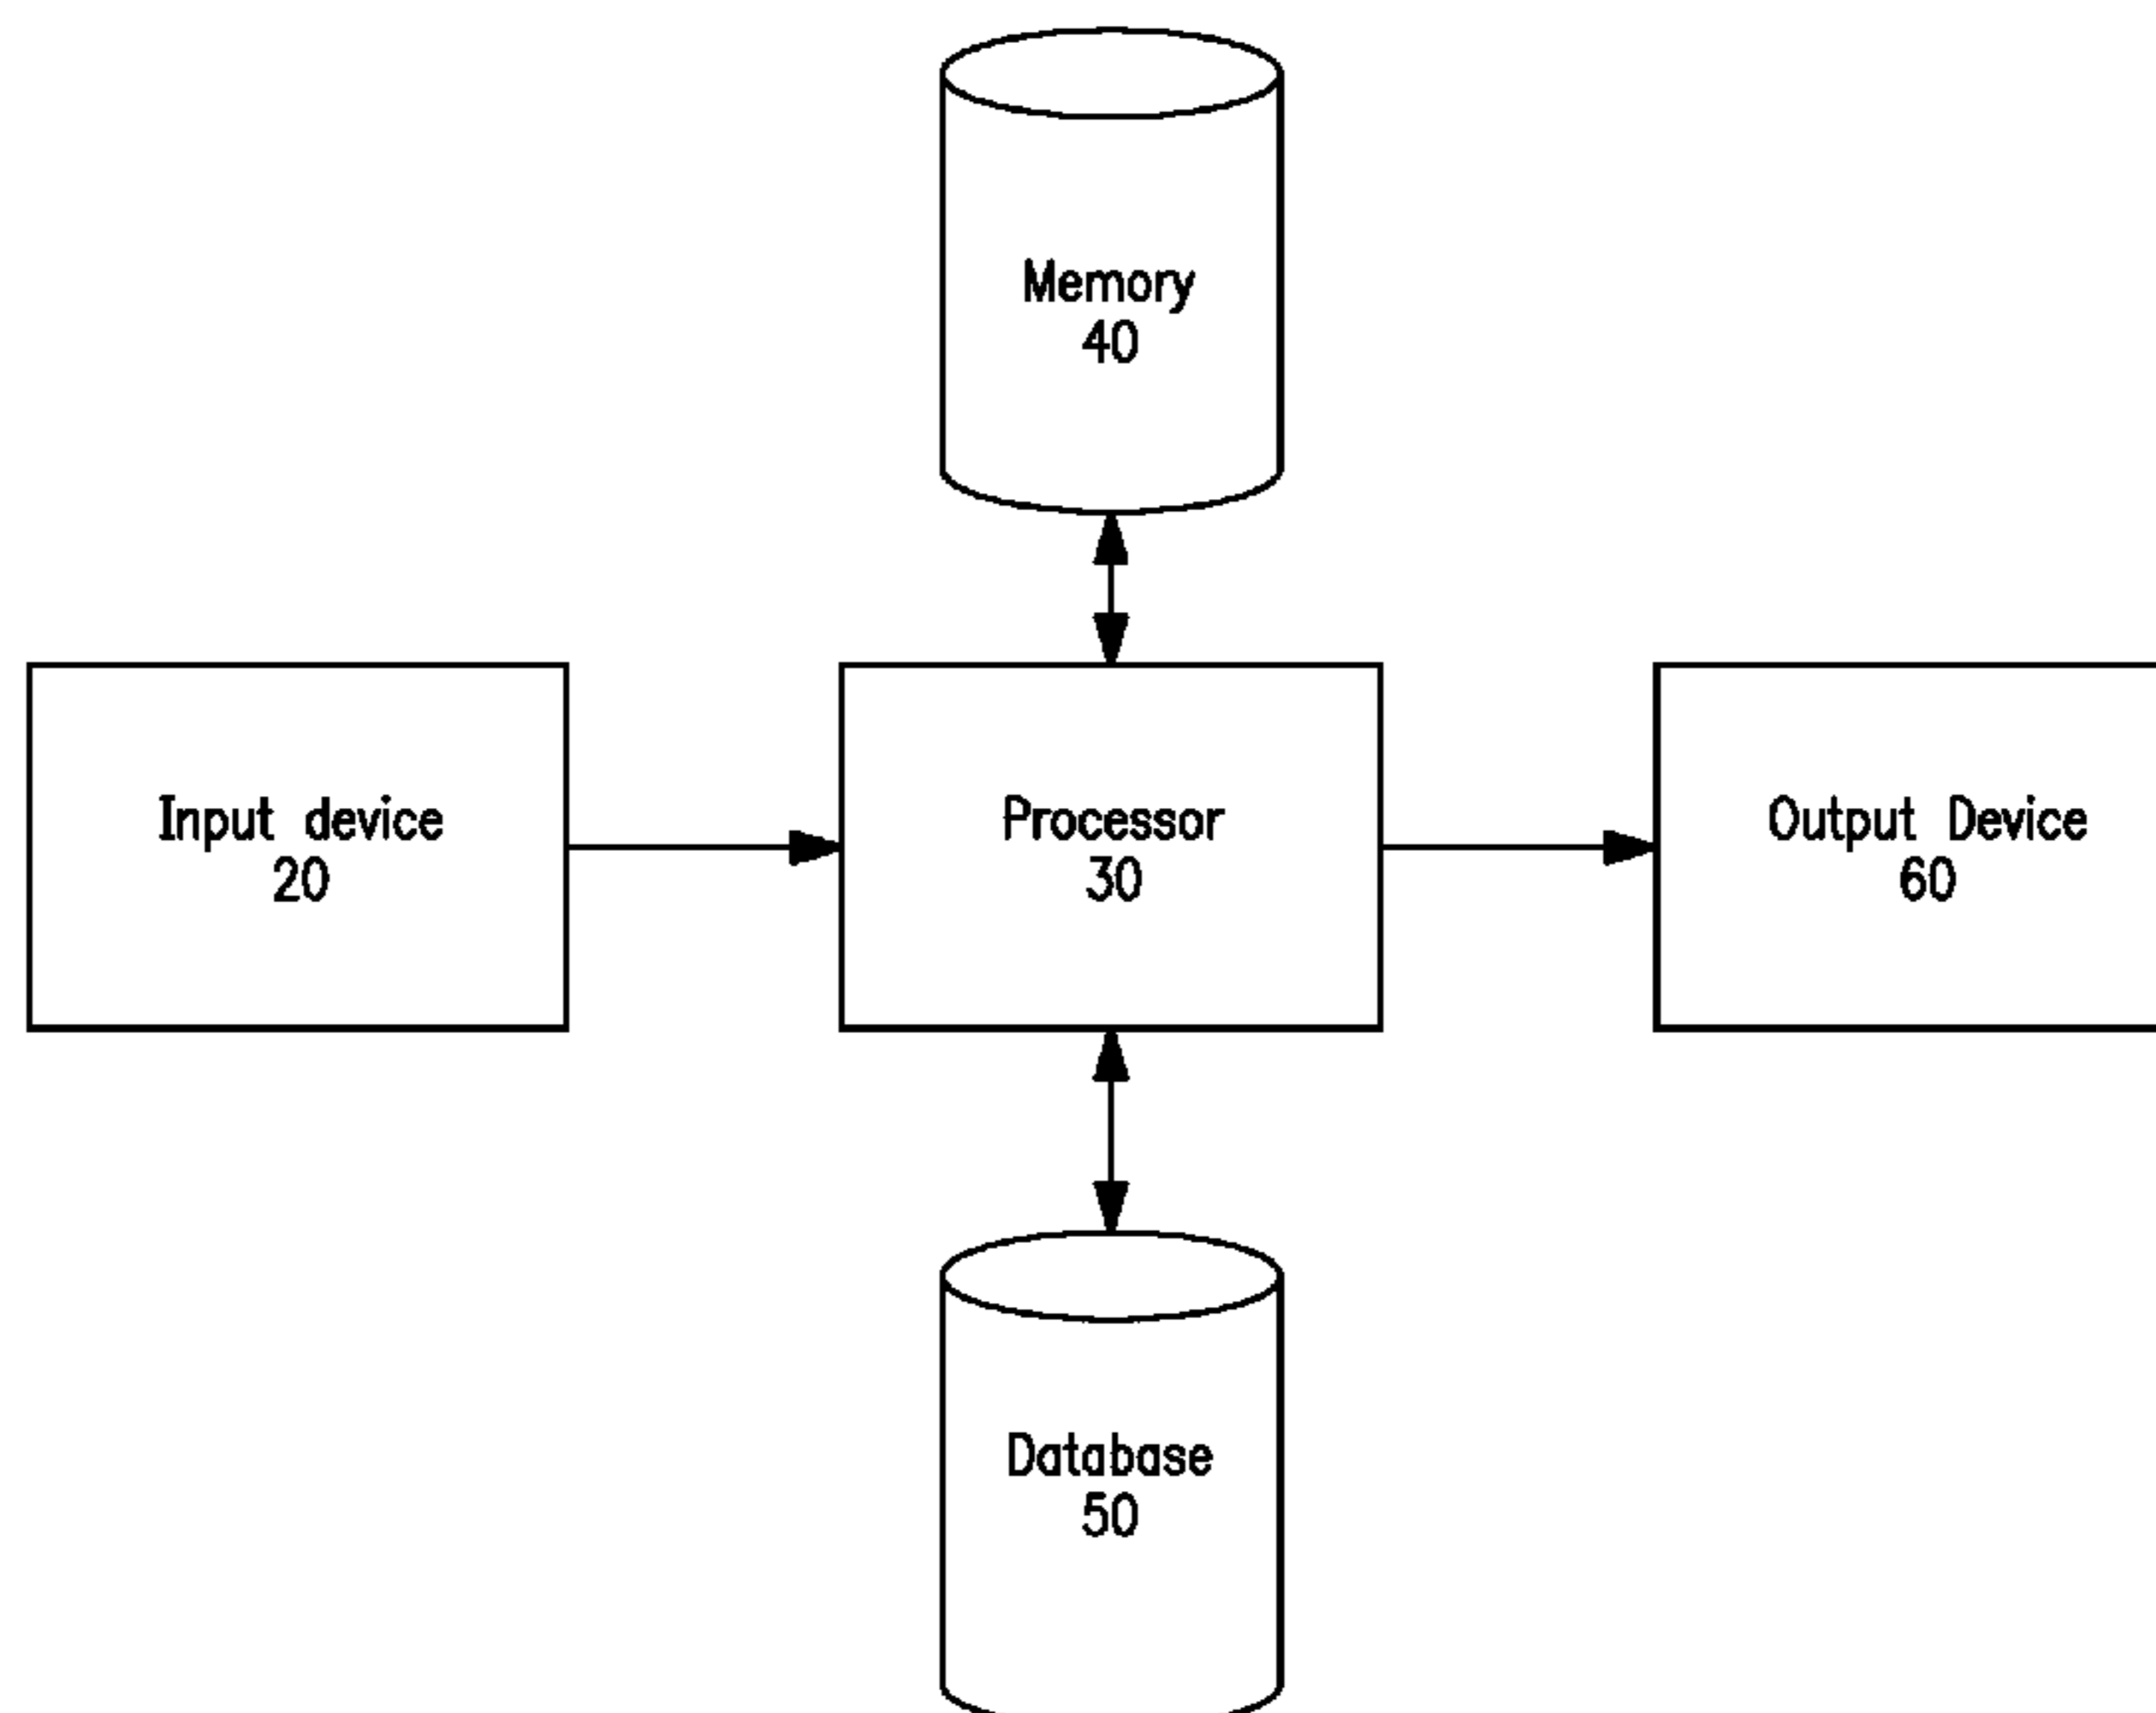 Memory
40
Input device
20
Processor
30
Output Device
60
Database
50